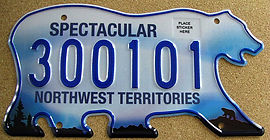 SPECTACULAR
PLACE
STICKER
HERE
300101
NORTHWEST TERRITORIES